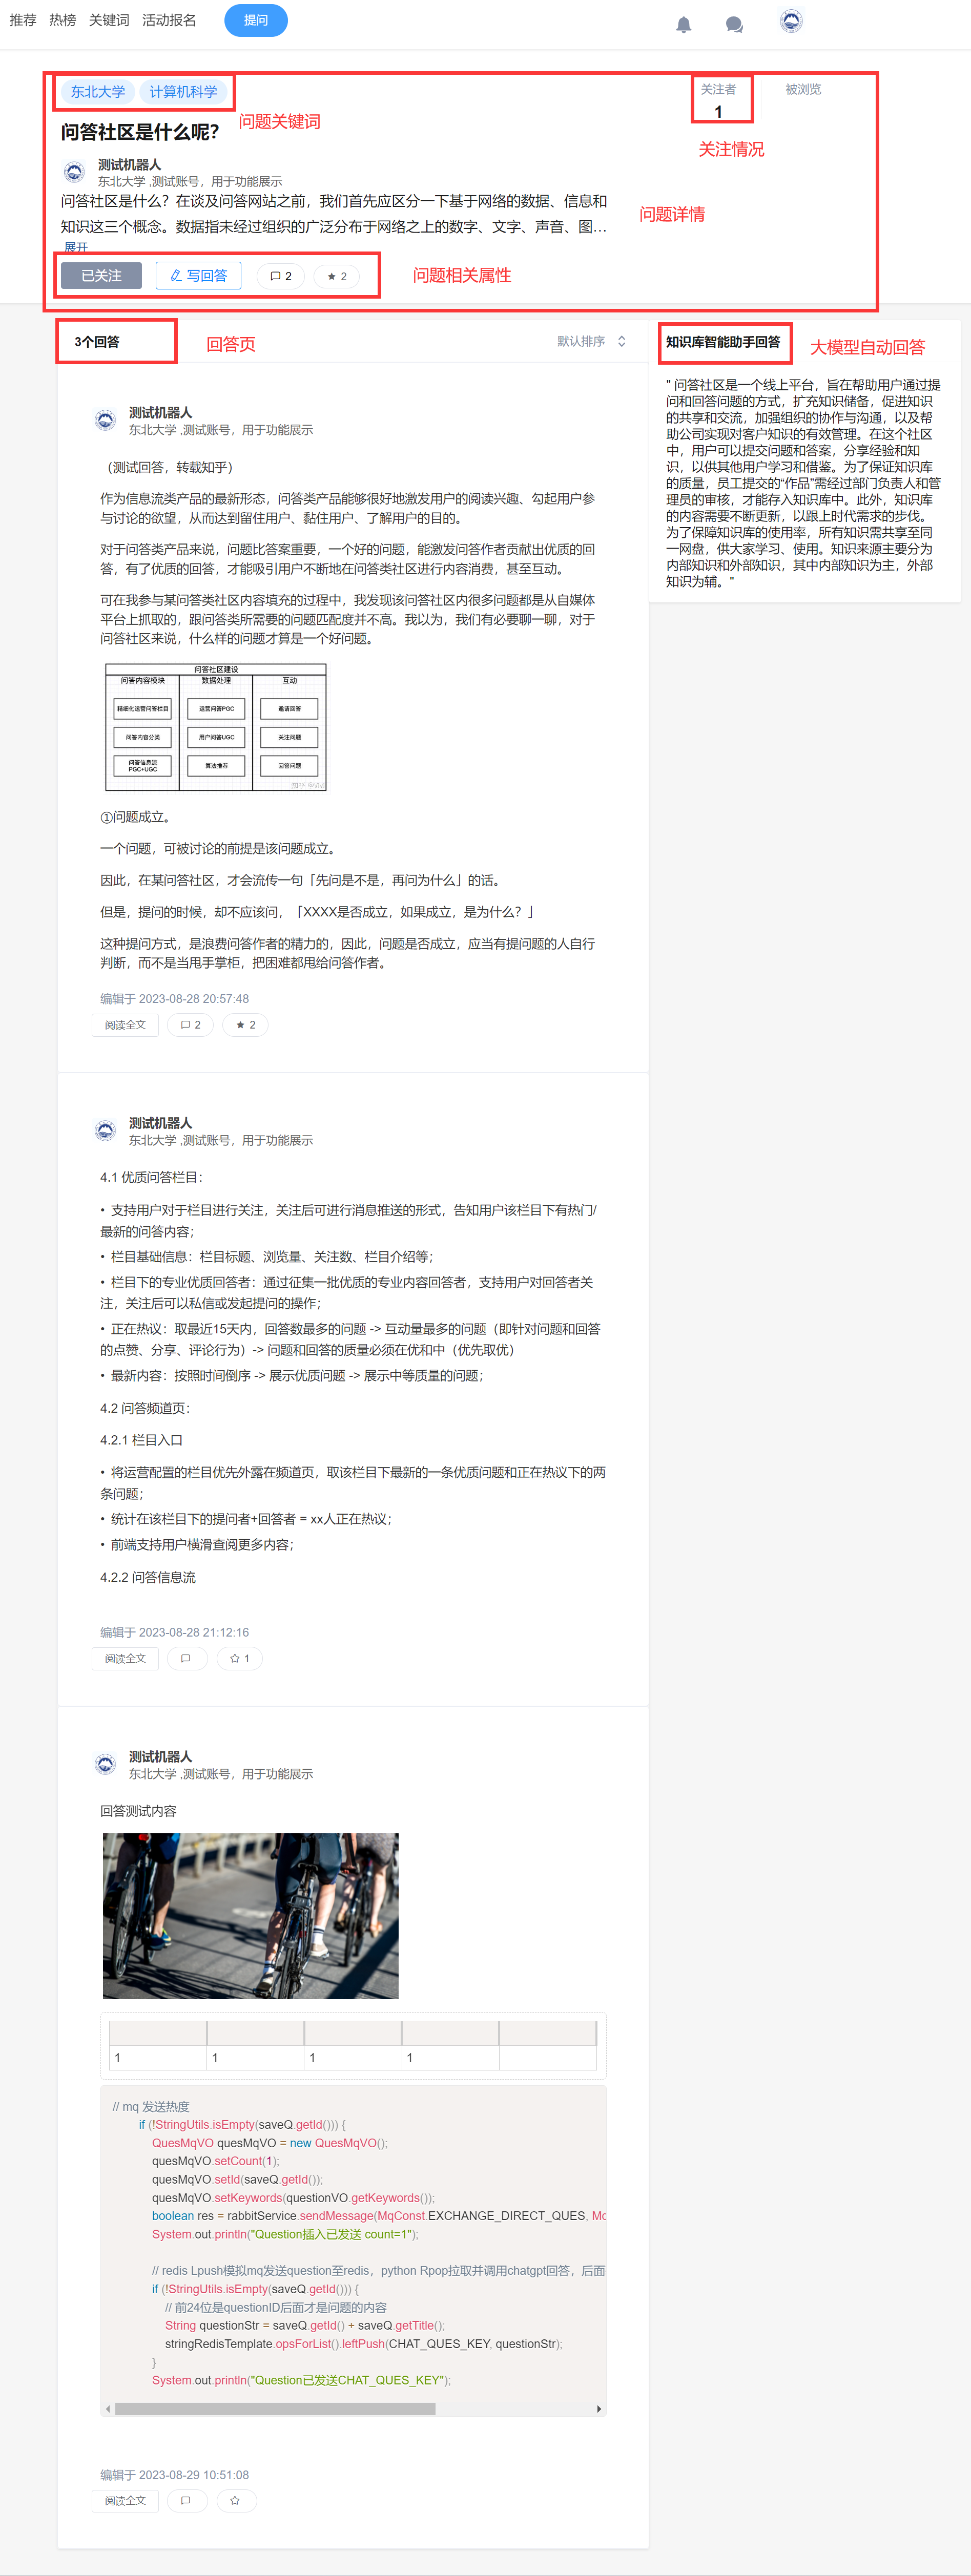 推荐 热榜 关键词 活动报名 提问
东北大学 计算机科学
问题关键词
关注者 被浏览
1
关注情况
问答社区是什么呢?
测试机器人
东北大学 ,测试账号，用于功能展示
问答社区是什么？在谈及问答网站之前，我们首先应区分一下基于网络的数据、信息和
知识这三个概念。数据指未经过组织的广泛分布于网络之上的数字、文字、声音、图...
展开
问题详情
已关注 写回答 2 2
问题相关属性
3个回答
回答页
默认排序
知识库智能助手回答
大模型自动回答
" 问答社区是一个线上平台，旨在帮助用户通过提
问和回答问题的方式，扩充知识储备，促进知识
的共享和交流，加强组织的协作与沟通，以及帮
助公司实现对客户知识的有效管理。在这个社区
中，用户可以提交问题和答案，分享经验和知
识，以供其他用户学习和借鉴。为了保证知识库
的质量，员工提交的“作品”需经过部门负责人和管
理员的审核，才能存入知识库中。此外，知识库
的内容需要不断更新，以跟上时代需求的步伐。
为了保障知识库的使用率，所有知识需共享至同
一网盘，供大家学习、使用。知识来源主要分为
内部知识和外部知识，其中内部知识为主，外部
知识为辅。"
测试机器人
东北大学 ,测试账号，用于功能展示
（测试回答，转载知乎）
作为信息流类产品的最新形态，问答类产品能够很好地激发用户的阅读兴趣、勾起用户参
与讨论的欲望，从而达到留住用户、黏住用户、了解用户的目的。
对于问答类产品来说，问题比答案重要，一个好的问题，能激发问答作者贡献出优质的回
答，有了优质的回答，才能吸引用户不断地在问答类社区进行内容消费，甚至互动。
可在我参与某问答类社区内容填充的过程中，我发现该问答社区内很多问题都是从自媒体
平台上抓取的，跟问答类所需要的问题匹配度并不高。我以为，我们有必要聊一聊，对于
问答社区来说，什么样的问题才算是一个好问题。
问答社区建设
问答内容模块 数据处理 互动
精细化运营问答栏目 运营问答PGC 邀请回答
问答内容分类 用户问答UGC 关注问题
问答信息流
PGC+UGC 算法推荐 回答问题
①问题成立。
一个问题，可被讨论的前提是该问题成立。
因此，在某问答社区，才会流传一句「先问是不是，再问为什么」的话。
但是，提问的时候，却不应该问，「XXXX是否成立，如果成立，是为什么？」
这种提问方式，是浪费问答作者的精力的，因此，问题是否成立，应当有提问题的人自行
判断，而不是当甩手掌柜，把困难都甩给问答作者。
编辑于 2023-08-28 20:57:48
阅读全文 2 2
测试机器人
东北大学 ,测试账号，用于功能展示
4.1 优质问答栏目：
• 支持用户对于栏目进行关注，关注后可进行消息推送的形式，告知用户该栏目下有热门/
最新的问答内容；
• 栏目基础信息：栏目标题、浏览量、关注数、栏目介绍等；
• 栏目下的专业优质回答者：通过征集一批优质的专业内容回答者，支持用户对回答者关
注，关注后可以私信或发起提问的操作；
• 正在热议：取最近15天内，回答数最多的问题 -> 互动量最多的问题（即针对问题和回答
的点赞、分享、评论行为）-> 问题和回答的质量必须在优和中（优先取优）
• 最新内容：按照时间倒序 -> 展示优质问题 -> 展示中等质量的问题；
4.2 问答频道页：
4.2.1 栏目入口
• 将运营配置的栏目优先外露在频道页，取该栏目下最新的一条优质问题和正在热议下的两
条问题；
• 统计在该栏目下的提问者+回答者 = xx人正在热议；
• 前端支持用户横滑查阅更多内容；
4.2.2 问答信息流
编辑于 2023-08-28 21:12:16
阅读全文 1
测试机器人
东北大学 ,测试账号，用于功能展示
回答测试内容
1 1 1 1
// mq 发送热度
if (!StringUtils.isEmpty(saveQ.getId())) {
QuesMqVO quesMqVO = new QuesMqVO();
quesMqVO.setCount(1);
quesMqVO.setId(saveQ.getId());
quesMqVO.setKeywords(questionVO.getKeywords());
boolean res = rabbitService.sendMessage(MqConst.EXCHANGE_DIRECT_QUES, Mc
System.out.println("Question插入已发送 count=1");
// redis Lpush模拟mq发送question至redis，python Rpop拉取并调用chatgpt回答，后面
if (!StringUtils.isEmpty(saveQ.getId())) {
// 前24位是questionID后面才是问题的内容
String questionStr = saveQ.getId() + saveQ.getTitle();
stringRedisTemplate.opsForList().leftPush(CHAT_QUES_KEY, questionStr);
}
System.out.println("Question已发送CHAT_QUES_KEY");
编辑于 2023-08-29 10:51:08
阅读全文